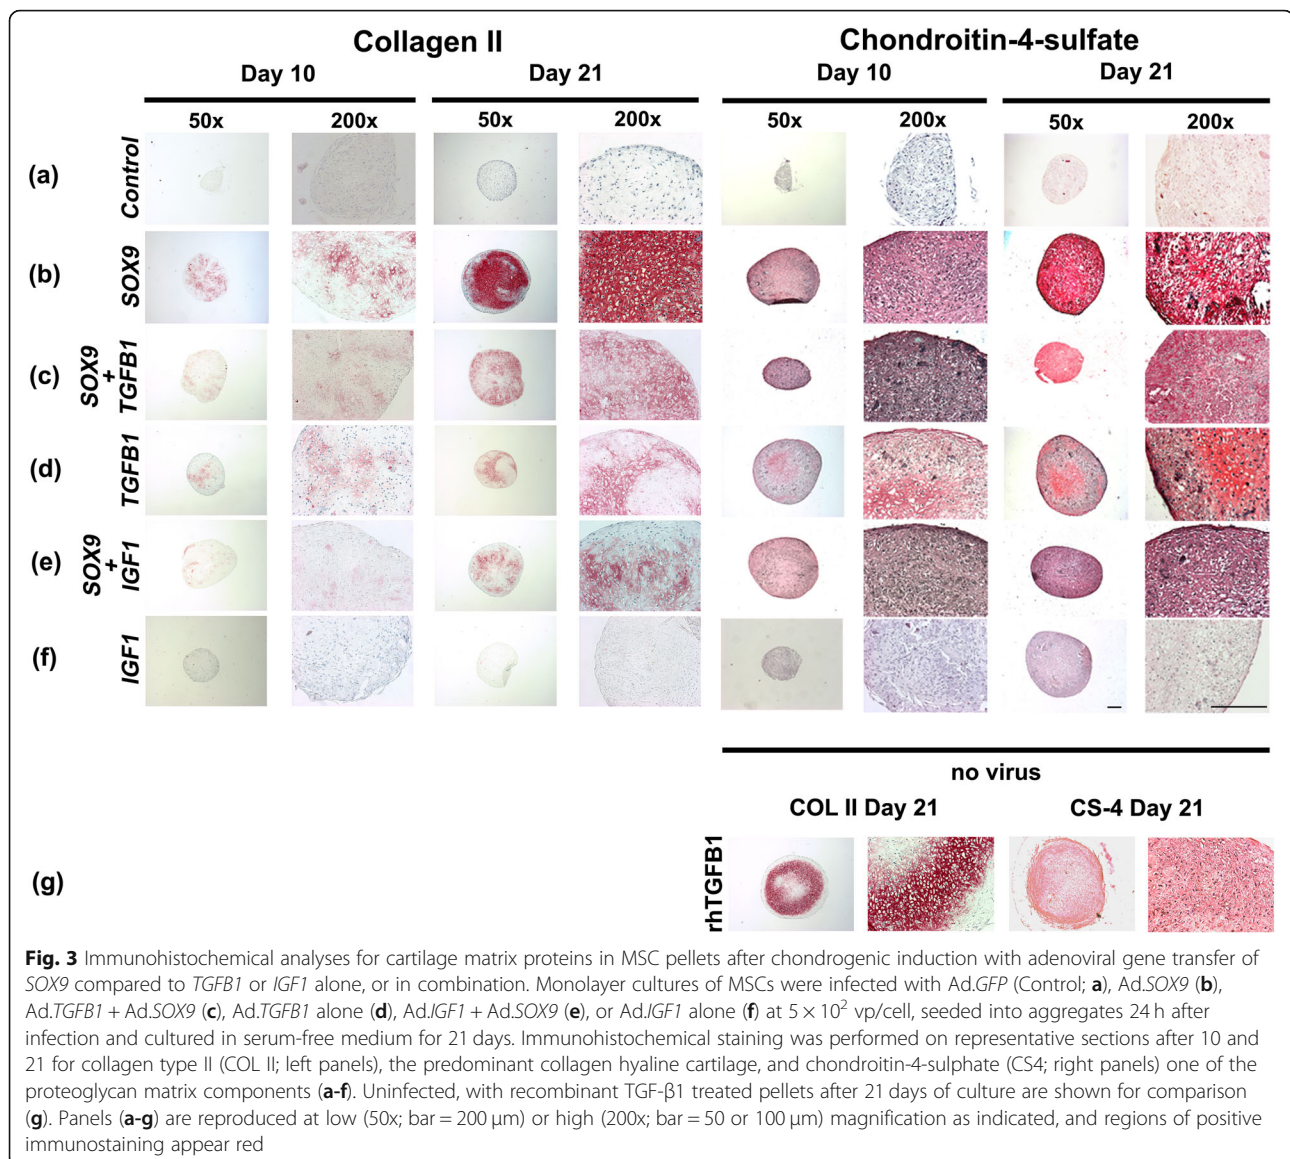 Collagen II
Chondroitin-4-sulfate
Day 10
Day 21
Day 10
Day 21
50x
200x
50x
200x
50x
200x
50x
200x
(a)
Control
(b)
SOX9
(c)
SOX9
+
TGFB1
(d)
TGFB1
(e)
SOX9
+
IGF1
(f)
IGF1
no virus
COL II Day 21
CS-4 Day 21
(g)
rhTGFB1
Fig. 3 Immunohistochemical analyses for cartilage matrix proteins in MSC pellets after chondrogenic induction with adenoviral gene transfer of
SOX9 compared to TGFB1 or IGF1 alone, or in combination. Monolayer cultures of MSCs were infected with Ad.GFP (Control; a), Ad.SOX9 (b),
Ad.TGFB1 + Ad.SOX9 (c), Ad.TGFB1 alone (d), Ad.IGF1 + Ad.SOX9 (e), or Ad.IGF1 alone (f) at 5 × 10² vp/cell, seeded into aggregates 24 h after
infection and cultured in serum-free medium for 21 days. Immunohistochemical staining was performed on representative sections after 10 and
21 for collagen type II (COL II; left panels), the predominant collagen hyaline cartilage, and chondroitin-4-sulphate (CS4; right panels) one of the
proteoglycan matrix components (a-f). Uninfected, with recombinant TGF-β1 treated pellets after 21 days of culture are shown for comparison
(g). Panels (a-g) are reproduced at low (50x; bar = 200 μm) or high (200x; bar = 50 or 100 μm) magnification as indicated, and regions of positive
immunostaining appear red